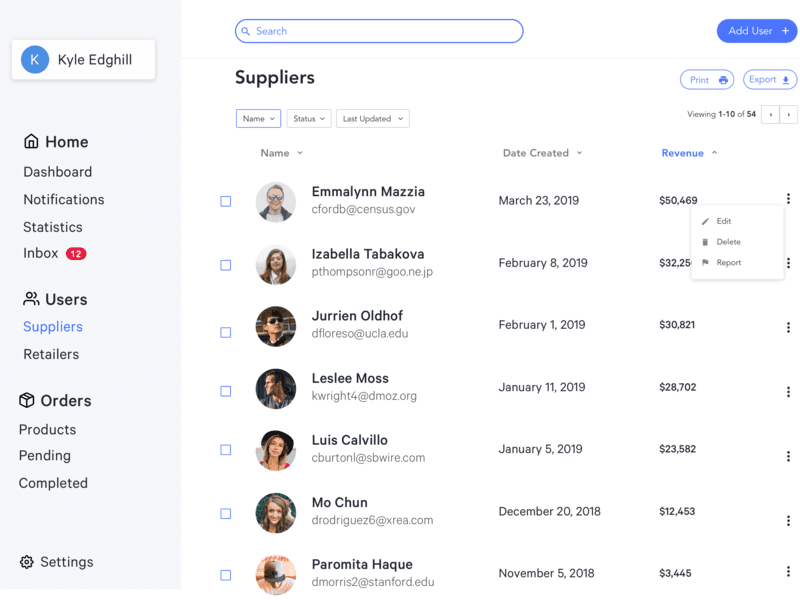 K
Kyle Edghill
Home
Dashboard
Notifications
Statistics
Inbox 12
Users
Suppliers
Retailers
Orders
Products
Pending
Completed
Settings
Search
Add User +
Suppliers
Print
Export
Name
Status
Last Updated
Viewing 1-10 of 54
Name
Date Created
Revenue
Emmalynn Mazzia
cfordb@census.gov
March 23, 2019
$50,469
Edit
Delete
Report
Izabella Tabakova
pthompsonr@goo.ne.jp
February 8, 2019
$32,25
Jurrien Oldhof
dfloreso@ucla.edu
February 1, 2019
$30,821
Leslee Moss
kwright4@dmoz.org
January 11, 2019
$28,702
Luis Calvillo
cburtonl@sbwire.com
January 5, 2019
$23,582
Mo Chun
drodriguez6@xrea.com
December 20, 2018
$12,453
Paromita Haque
dmorris2@stanford.edu
November 5, 2018
$3,445